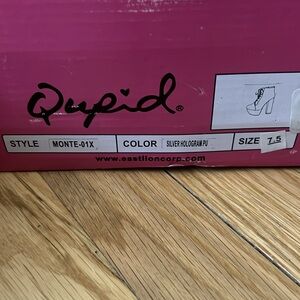 Qupid®
STYLE MONTE-01X COLOR SILVER HOLOGRAM PU SIZE 7.5
www.eastlioncorp.com